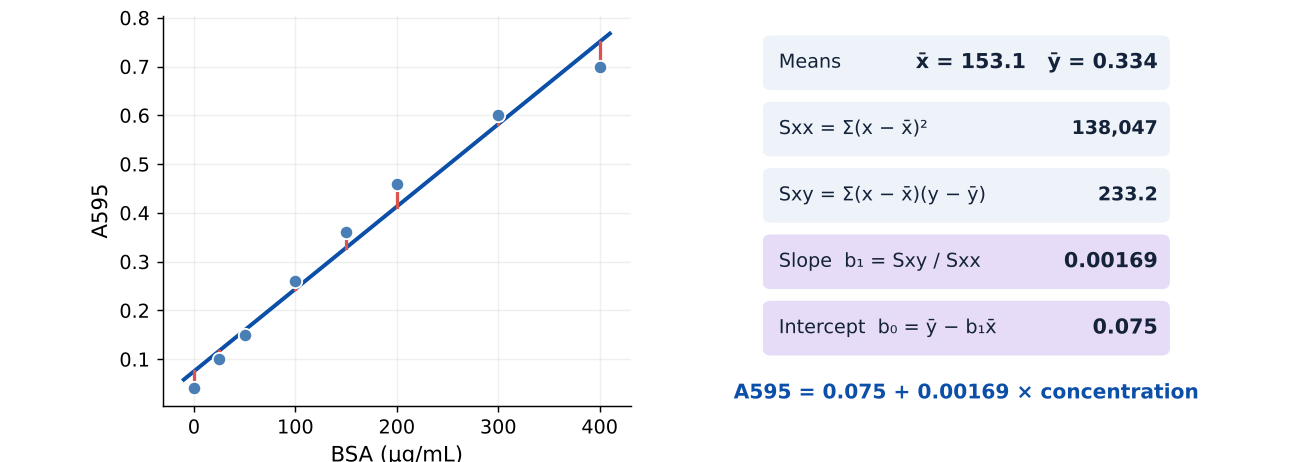 0.8
0.7
0.6
0.5
0.4
0.3
0.2
0.1
A595
0 100 200 300 400
BSA (µg/mL)
Means x̄ = 153.1 ȳ = 0.334
Sxx = Σ(x − x̄)² 138,047
Sxy = Σ(x − x̄)(y − ȳ) 233.2
Slope b₁ = Sxy / Sxx 0.00169
Intercept b₀ = ȳ − b₁x̄ 0.075
A595 = 0.075 + 0.00169 × concentration